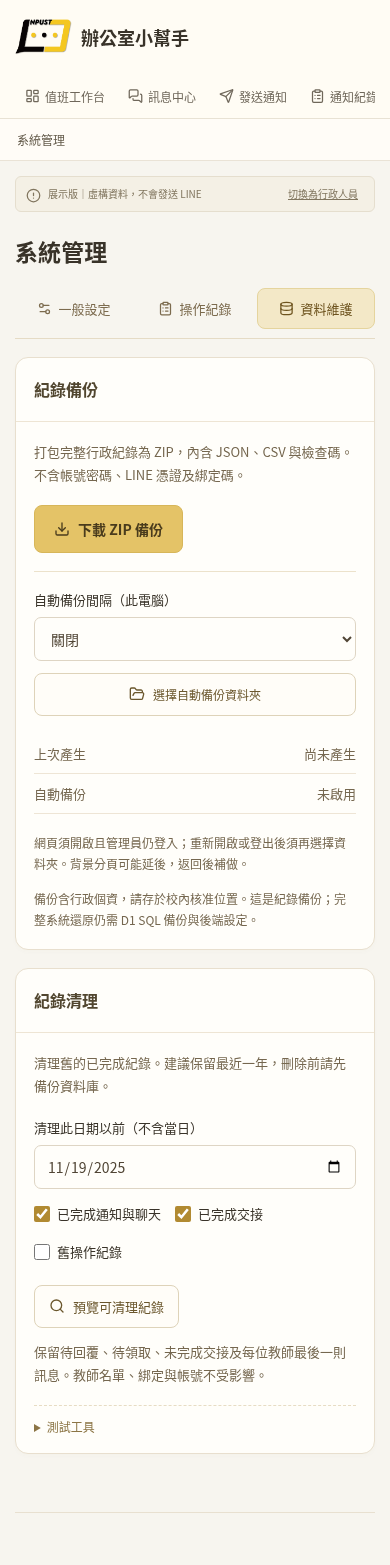 NPUST
辦公室小幫手
值班工作台 訊息中心 發送通知 通知紀錄
系統管理
展示版｜虛構資料，不會發送 LINE 切換為行政人員
系統管理
一般設定 操作紀錄 資料維護
紀錄備份
打包完整行政紀錄為 ZIP，內含 JSON、CSV 與檢查碼。
不含帳號密碼、LINE 憑證及綁定碼。
下載 ZIP 備份
自動備份間隔（此電腦）
關閉
選擇自動備份資料夾
上次產生 尚未產生
自動備份 未啟用
網頁須開啟且管理員仍登入；重新開啟或登出後須再選擇資
料夾。背景分頁可能延後，返回後補做。
備份含行政個資，請存於校內核准位置。這是紀錄備份；完
整系統還原仍需 D1 SQL 備份與後端設定。
紀錄清理
清理舊的已完成紀錄。建議保留最近一年，刪除前請先
備份資料庫。
清理此日期以前（不含當日）
11/19/2025
已完成通知與聊天 已完成交接
舊操作紀錄
預覽可清理紀錄
保留待回覆、待領取、未完成交接及每位教師最後一則
訊息。教師名單、綁定與帳號不受影響。
測試工具